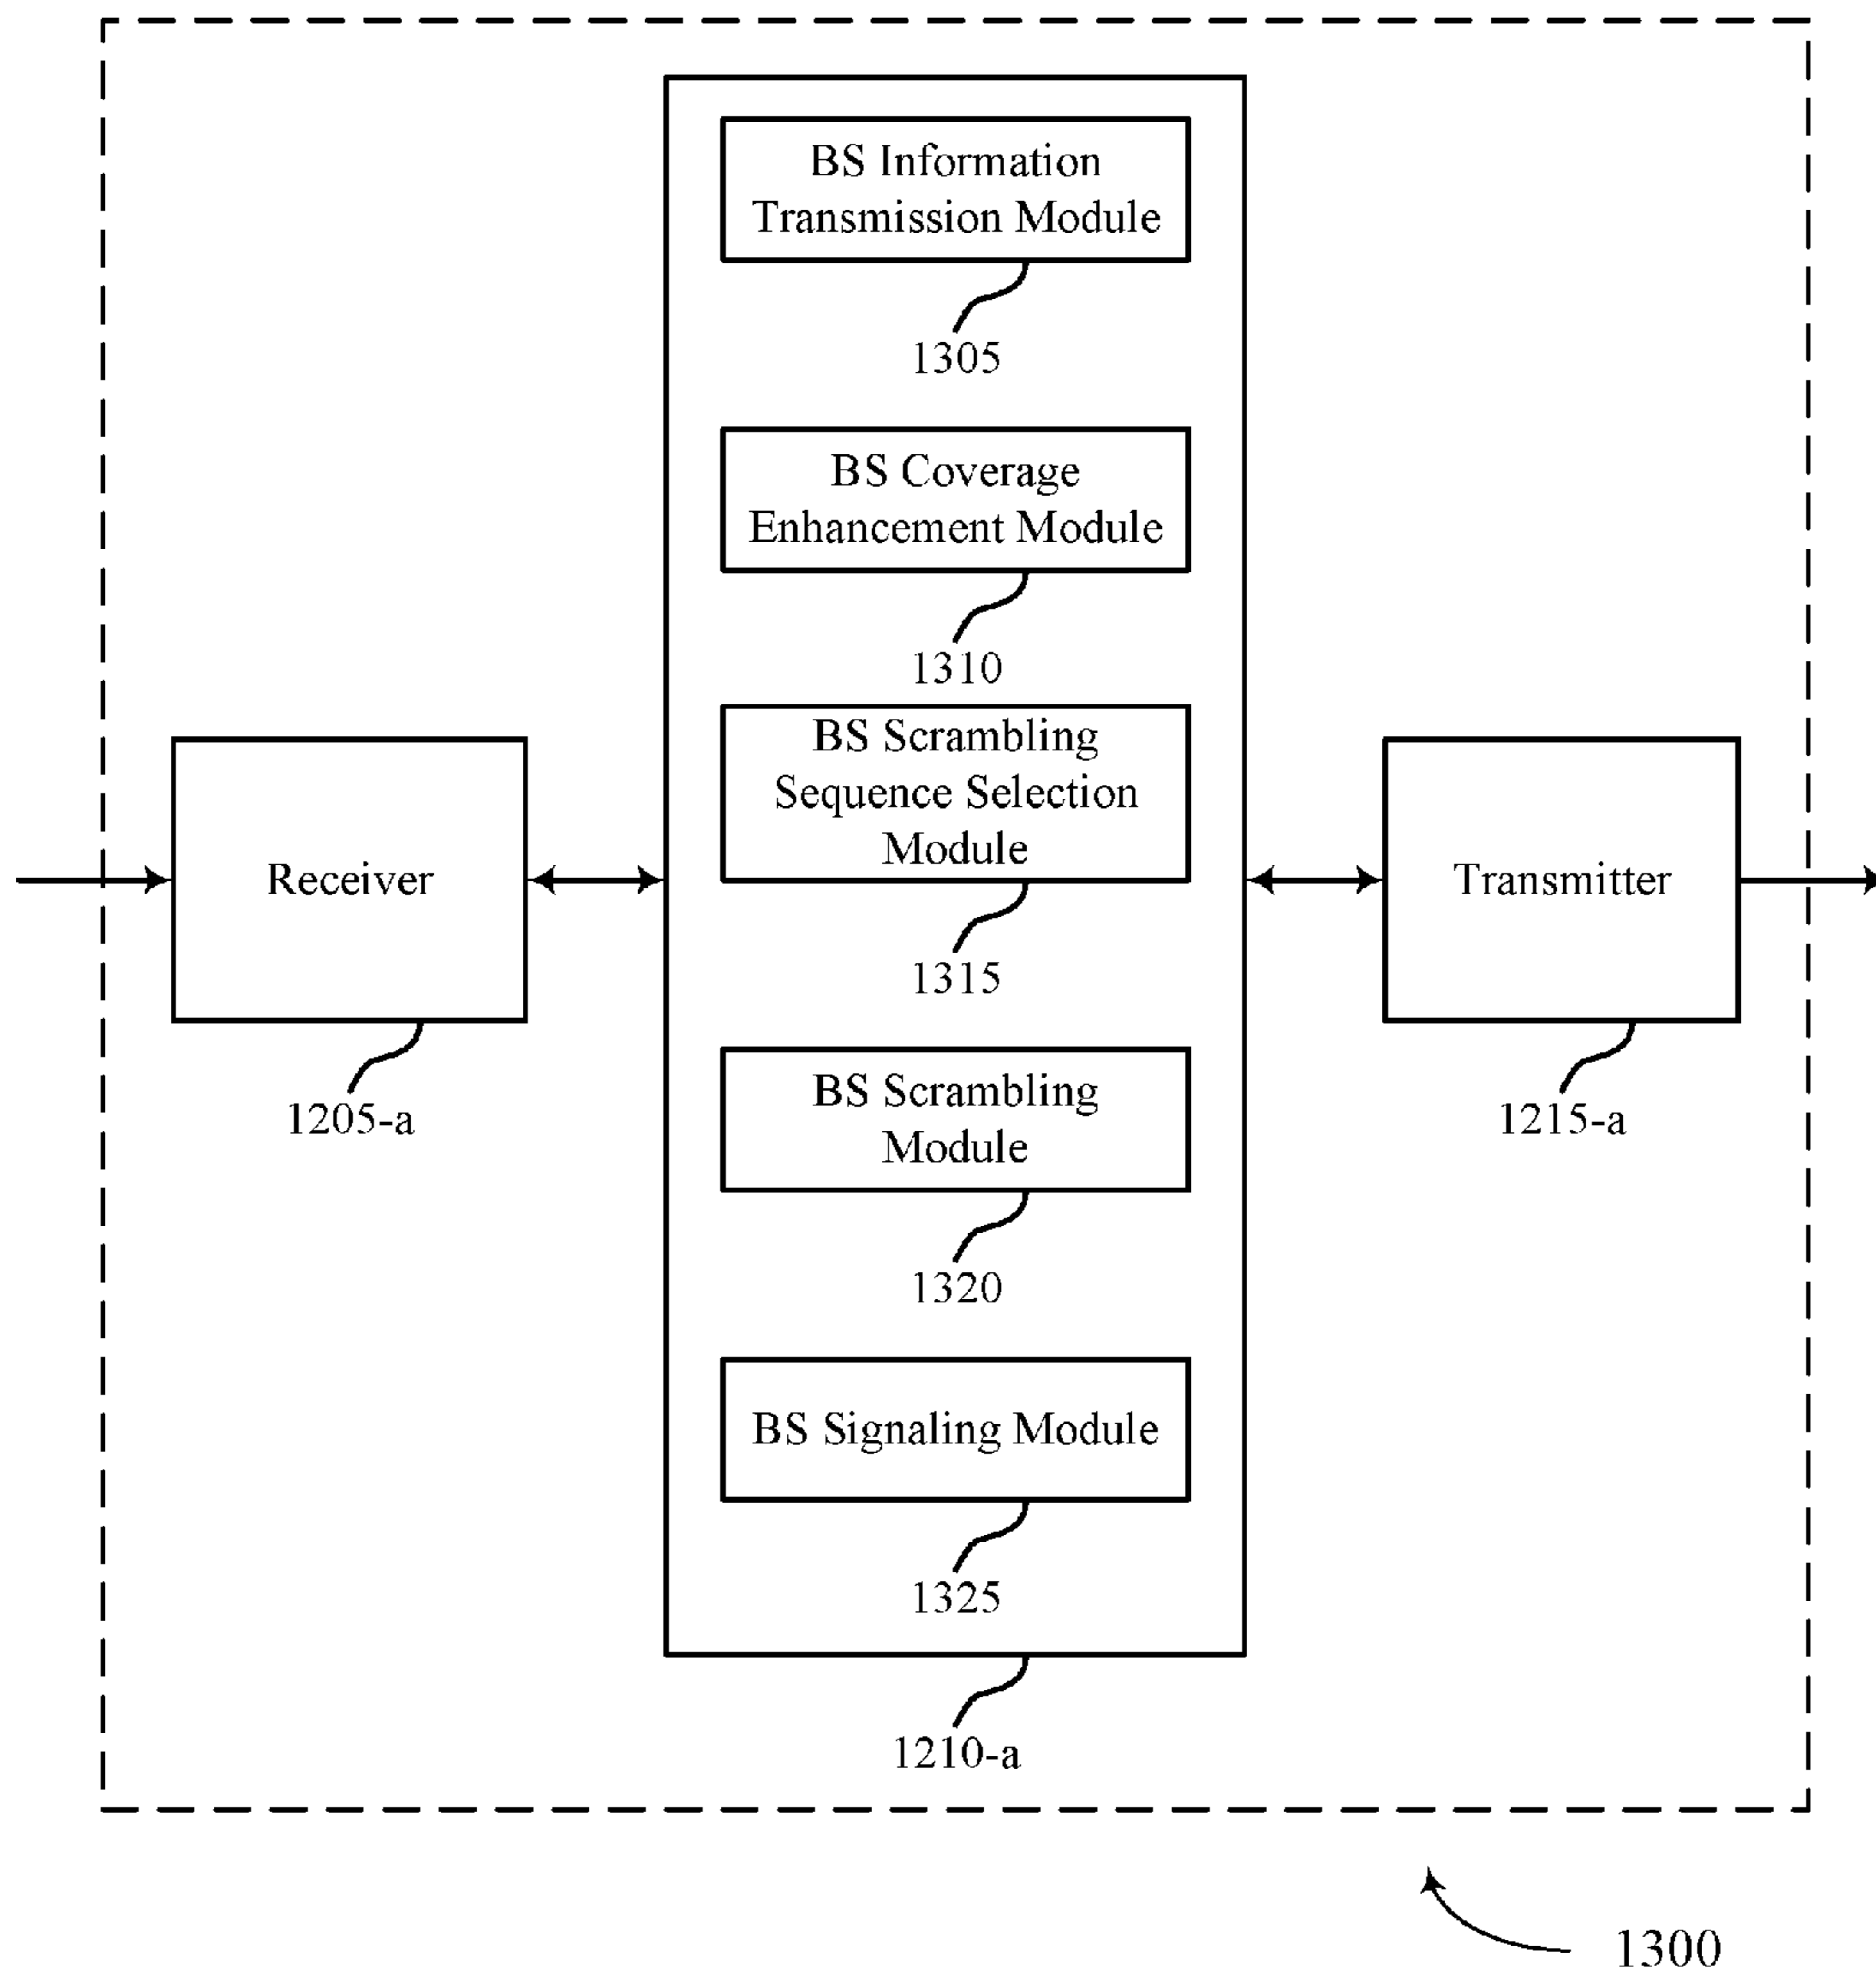 BS Information
Transmission Module
1305
BS Coverage
Enhancement Module
1310
BS Scrambling
Sequence Selection
Module
1315
Receiver
1205-a
Transmitter
1215-a
BS Scrambling
Module
1320
BS Signaling Module
1325
1210-a
1300